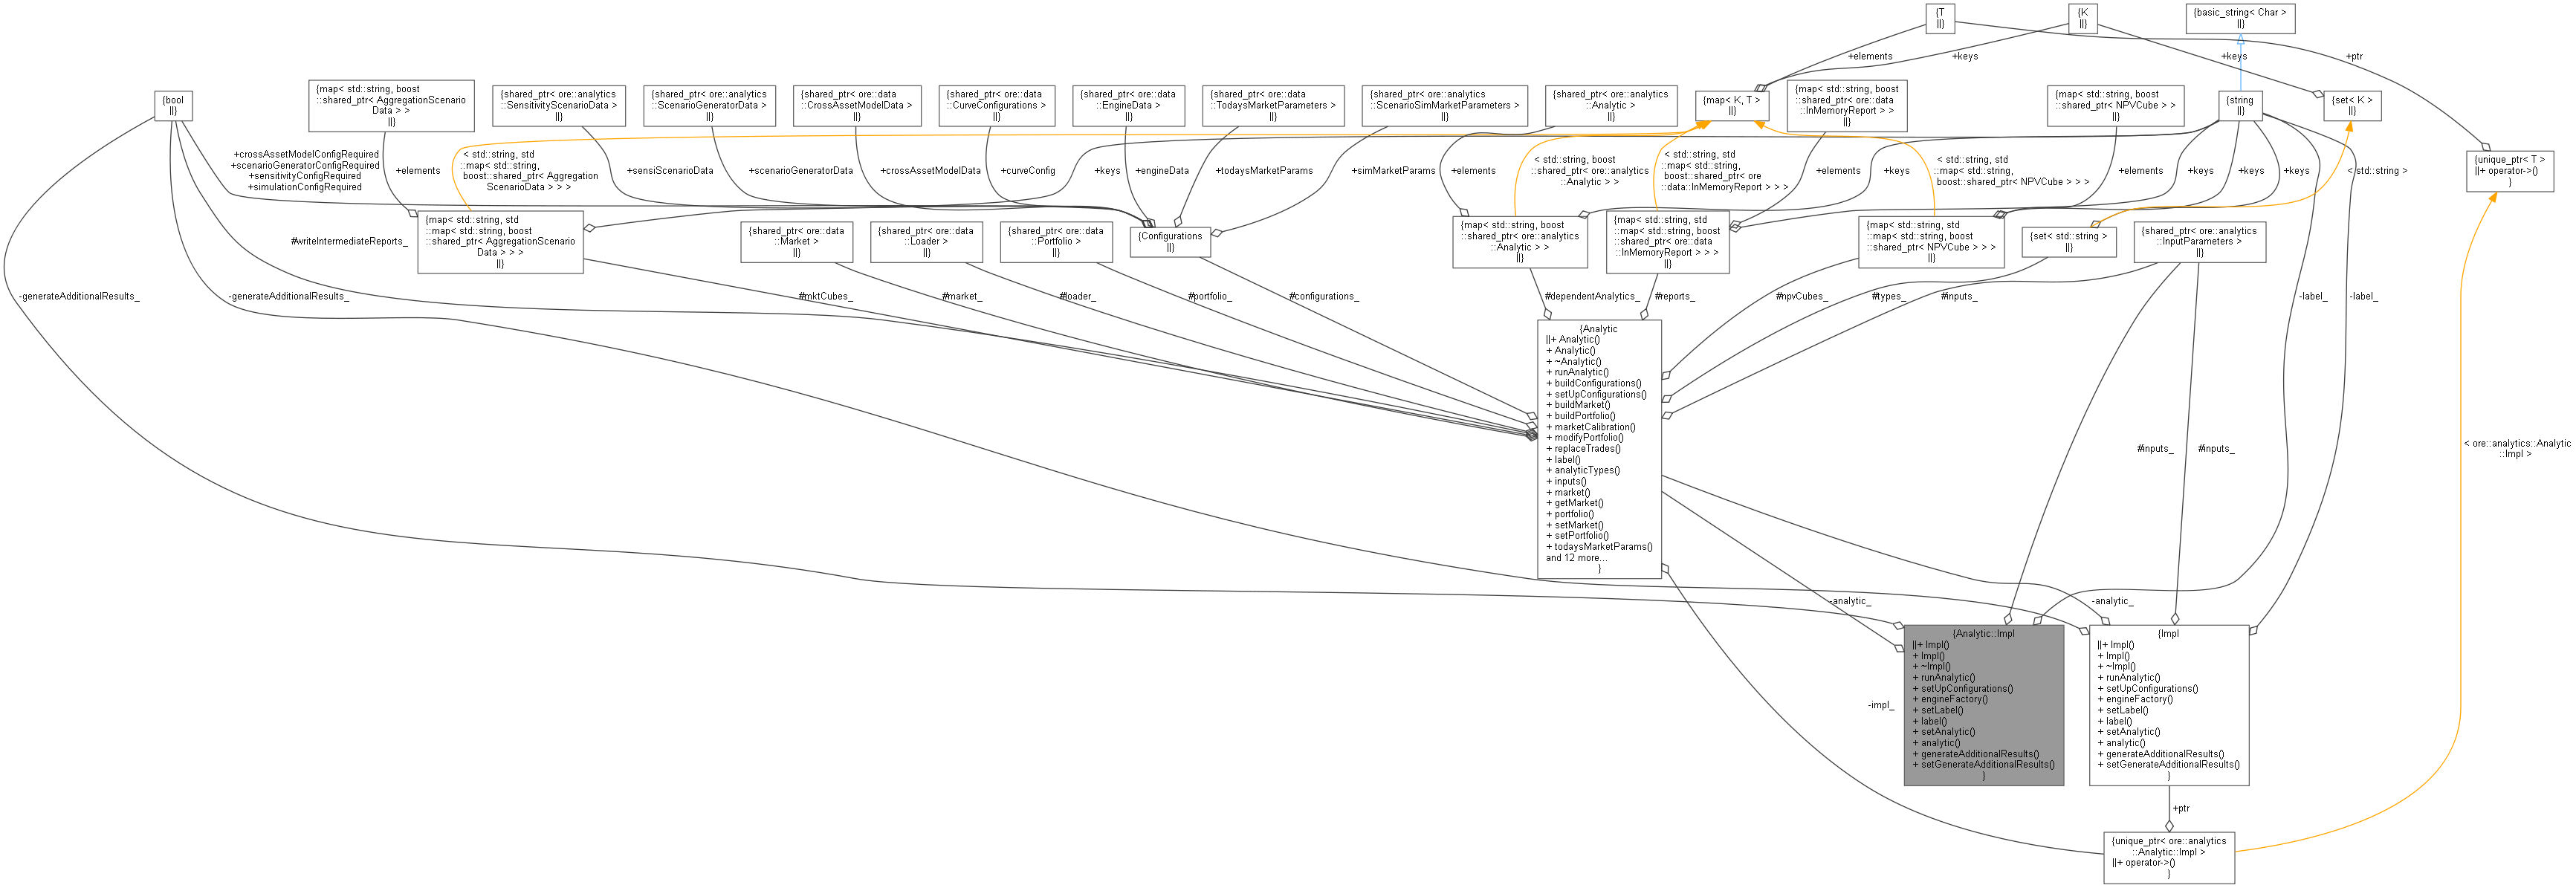 {T
||}
{K
||}
{basic_string< Char >
||}
+elements
+keys
+keys
+ptr
{bool
||}
{map< std::string, boost
::shared_ptr< AggregationScenario
Data > >
||}
{shared_ptr< ore::analytics
::SensitivityScenarioData >
||}
{shared_ptr< ore::analytics
::ScenarioGeneratorData >
||}
{shared_ptr< ore::data
::CrossAssetModelData >
||}
{shared_ptr< ore::data
::CurveConfigurations >
||}
{shared_ptr< ore::data
::EngineData >
||}
{shared_ptr< ore::data
::TodaysMarketParameters >
||}
{shared_ptr< ore::analytics
::ScenarioSimMarketParameters >
||}
{shared_ptr< ore::analytics
::Analytic >
||}
{map< K, T >
||}
{map< std::string, boost
::shared_ptr< ore::data
::InMemoryReport > >
||}
{map< std::string, boost
::shared_ptr< NPVCube > >
||}
{string
||}
{set< K >
||}
{unique_ptr< T >
||+ operator->()
}
+crossAssetModelConfigRequired
+scenarioGeneratorConfigRequired
+sensitivityConfigRequired
+simulationConfigRequired
+elements
< std::string, std
::map< std::string,
boost::shared_ptr< Aggregation
ScenarioData > > >
+sensiScenarioData
+scenarioGeneratorData
+crossAssetModelData
+curveConfig
+keys
+engineData
+todaysMarketParams
+simMarketParams
+elements
< std::string, boost
::shared_ptr< ore::analytics
::Analytic > >
+keys
< std::string, std
::map< std::string,
boost::shared_ptr< ore
::data::InMemoryReport > > >
+elements
+keys
< std::string, std
::map< std::string,
boost::shared_ptr< NPVCube > > >
+elements
+keys
+keys
< std::string >
#writeIntermediateReports_
{map< std::string, std
::map< std::string, boost
::shared_ptr< AggregationScenario
Data > > >
||}
{shared_ptr< ore::data
::Market >
||}
{shared_ptr< ore::data
::Loader >
||}
{shared_ptr< ore::data
::Portfolio >
||}
{Configurations
||}
{map< std::string, boost
::shared_ptr< ore::analytics
::Analytic > >
||}
{map< std::string, std
::map< std::string, boost
::shared_ptr< ore::data
::InMemoryReport > > >
||}
{map< std::string, std
::map< std::string, boost
::shared_ptr< NPVCube > > >
||}
{set< std::string >
||}
{shared_ptr< ore::analytics
::InputParameters >
||}
-generateAdditionalResults_
-generateAdditionalResults_
#mktCubes_
#market_
#loader_
#portfolio_
#configurations_
#dependentAnalytics_
#reports_
#npvCubes_
#types_
#inputs_
-label_
-label_
{Analytic
||+ Analytic()
+ Analytic()
+ ~Analytic()
+ runAnalytic()
+ buildConfigurations()
+ setUpConfigurations()
+ buildMarket()
+ buildPortfolio()
+ marketCalibration()
+ modifyPortfolio()
+ replaceTrades()
+ label()
+ analyticTypes()
+ inputs()
+ market()
+ getMarket()
+ portfolio()
+ setMarket()
+ setPortfolio()
+ todaysMarketParams()
and 12 more...
}
#inputs_
#inputs_
< ore::analytics::Analytic
::Impl >
-analytic_
-analytic_
-impl_
{Analytic::Impl
||+ Impl()
+ Impl()
+ ~Impl()
+ runAnalytic()
+ setUpConfigurations()
+ engineFactory()
+ setLabel()
+ label()
+ setAnalytic()
+ analytic()
+ generateAdditionalResults()
+ setGenerateAdditionalResults()
}
{Impl
||+ Impl()
+ Impl()
+ ~Impl()
+ runAnalytic()
+ setUpConfigurations()
+ engineFactory()
+ setLabel()
+ label()
+ setAnalytic()
+ analytic()
+ generateAdditionalResults()
+ setGenerateAdditionalResults()
}
+ptr
{unique_ptr< ore::analytics
::Analytic::Impl >
||+ operator->()
}